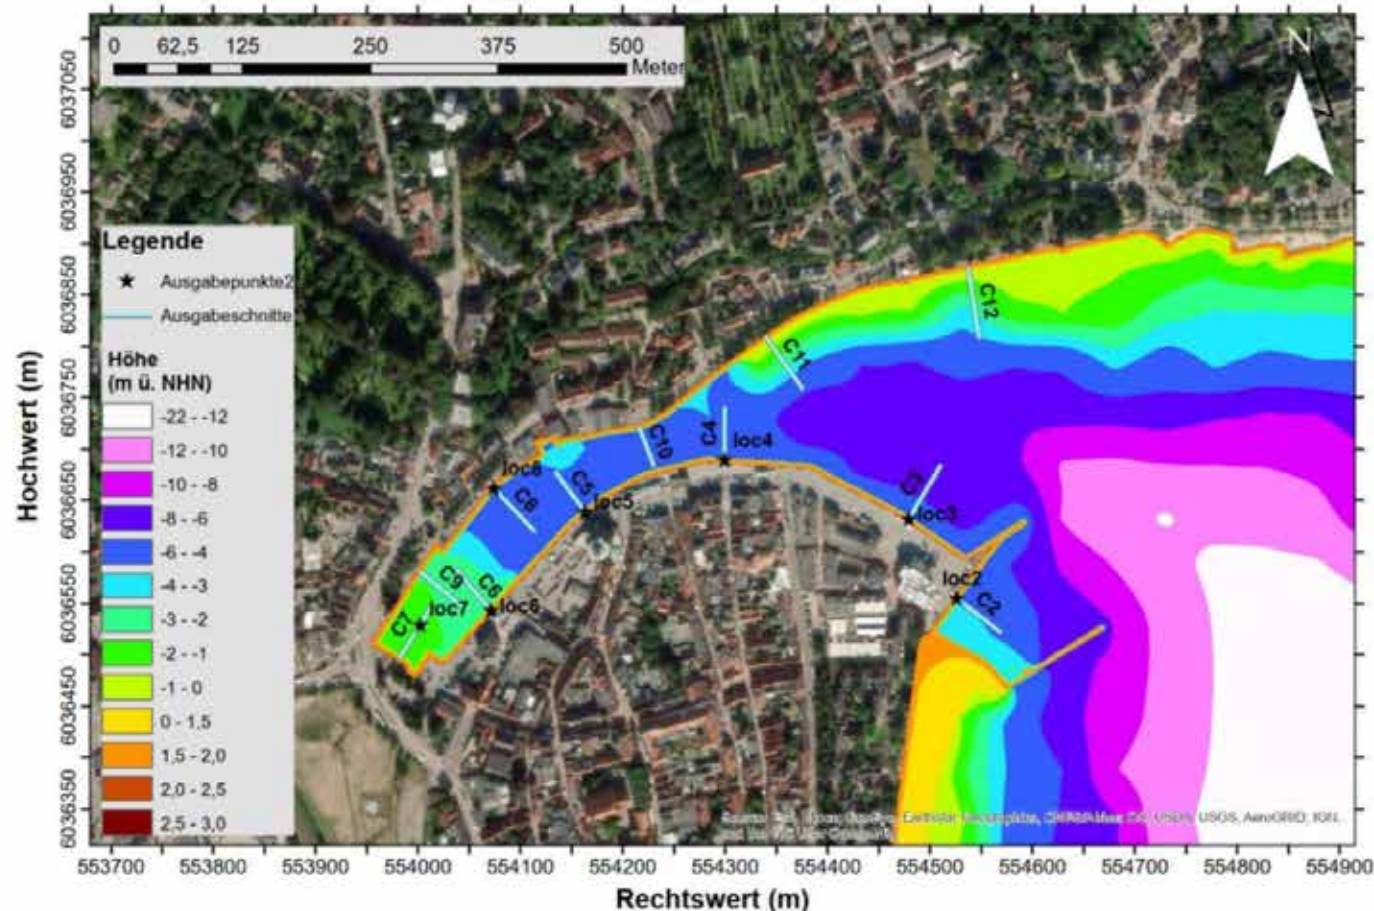 0 62,5 125 250 375 500
Meter
N
Legende
Ausgabepunkte2
Ausgabeschnitte
Höhe
(m ü. NHN)
-22 - -12
-12 - -10
-10 - -8
-8 - -6
-6 - -4
-4 - -3
-3 - -2
-2 - -1
-1 - 0
0 - 1,5
1,5 - 2,0
2,0 - 2,5
2,5 - 3,0
C12
C11
C4
loc4
C10
loc8
C8
C5
loc5
C3
loc3
loc2
C2
C9
C6
loc6
loc7
C7
USGS, AeroGRID, IGN,
Hochwert (m)
6037050
6036950
6036850
6036750
6036650
6036550
6036450
6036350
553700 553800 553900 554000 554100 554200 554300 554400 554500 554600 554700 554800 554900
Rechtswert (m)